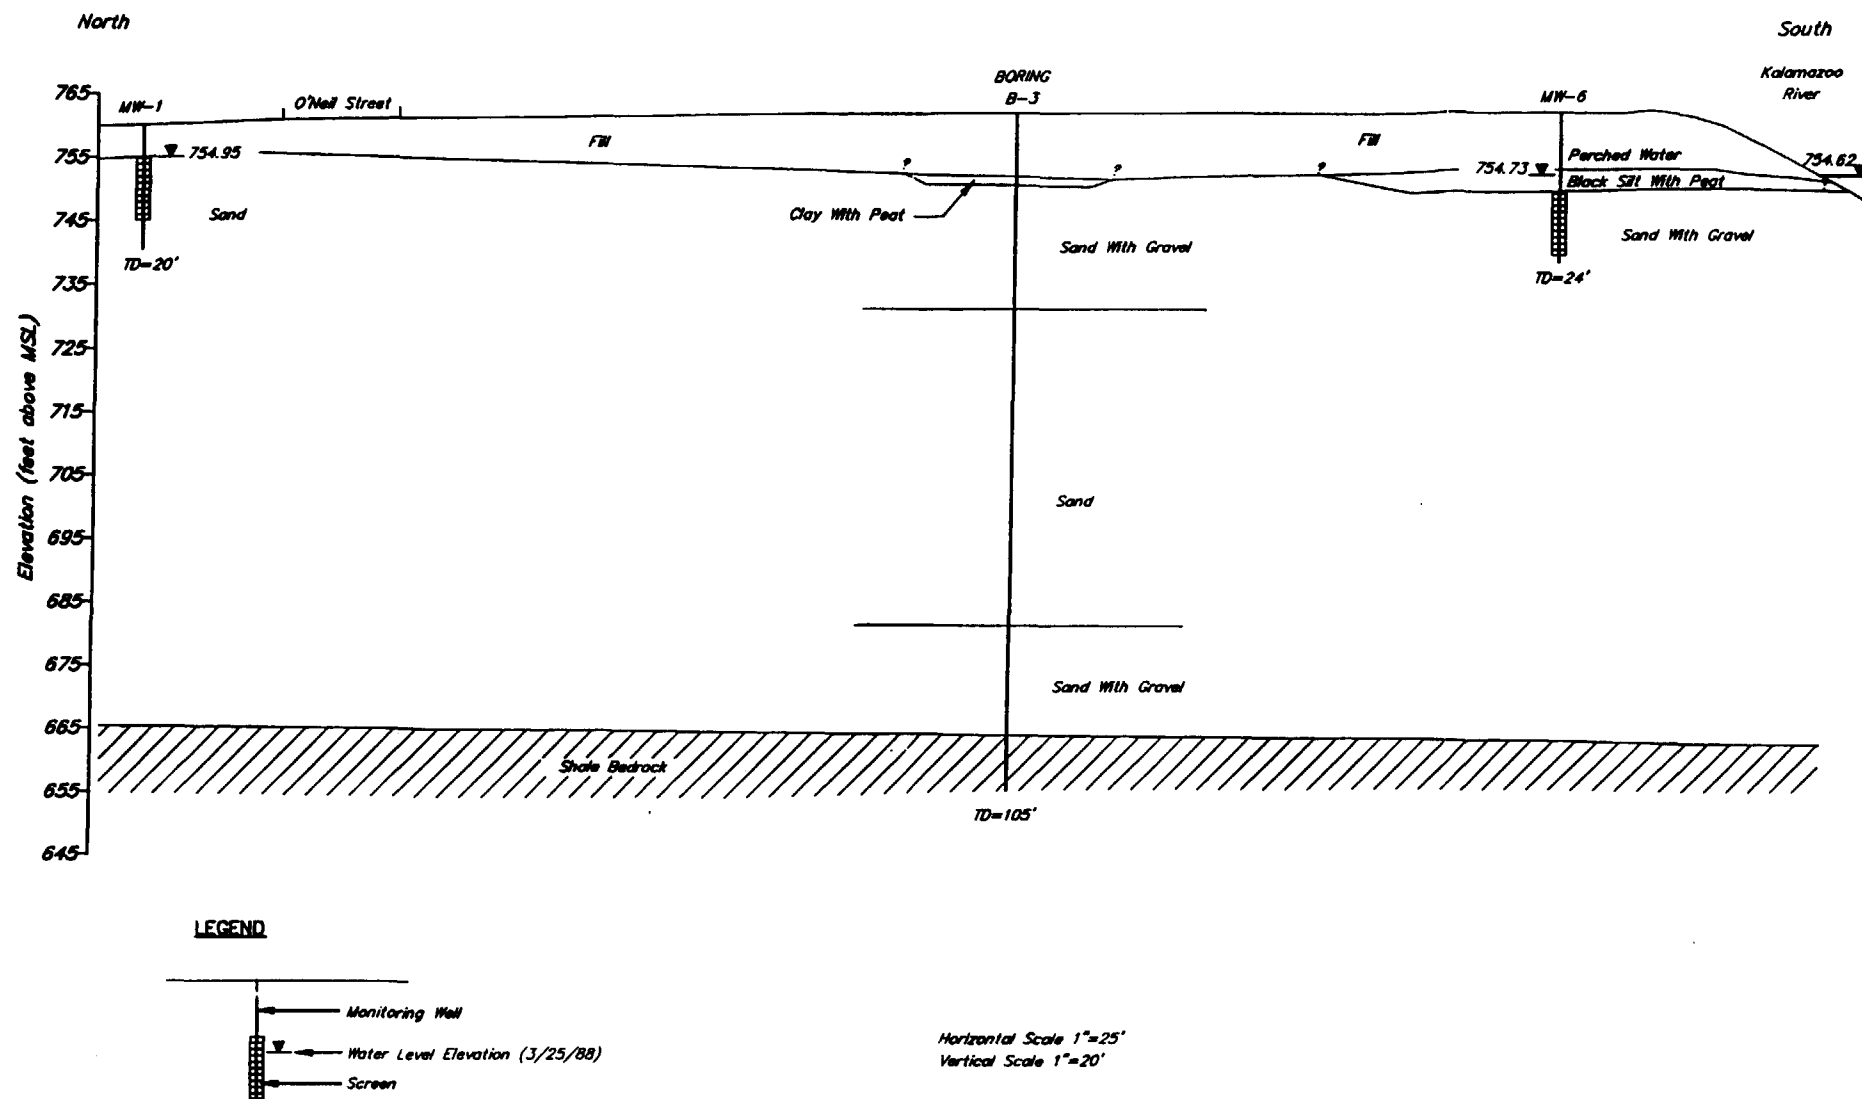 North
South
Kalamazoo
River
BORING
B-3
MW-1
O'Neil Street
MW-6
Fill
Fill
754.95
?
?
?
754.73
Perched Water
754.62
Black Silt With Peat
Sand
Clay With Peat
Sand With Gravel
Sand With Gravel
TD=20'
TD=24'
Elevation (feet above MSL)
765
755
745
735
725
715
705
695
685
675
665
655
645
Sand
Sand With Gravel
Shale Bedrock
TD=105'
LEGEND
Monitoring Well
Water Level Elevation (3/25/88)
Screen
Horizontal Scale 1"=25'
Vertical Scale 1"=20'